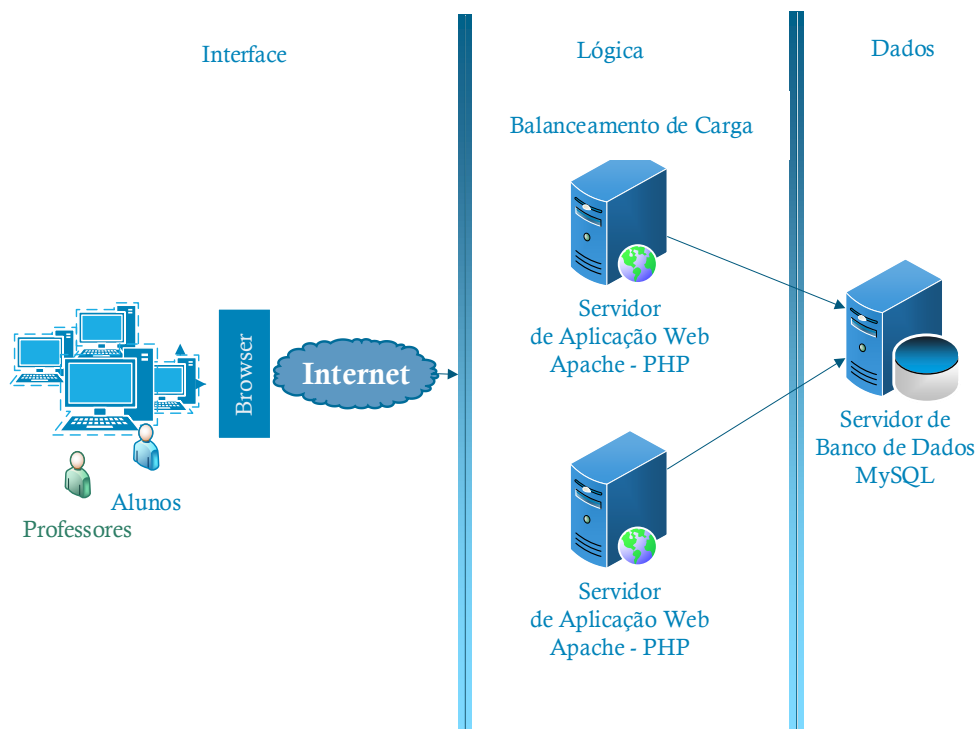 Interface
Lógica
Dados
Balanceamento de Carga
Servidor
de Aplicação Web
Apache - PHP
Browser
Internet
Servidor de
Banco de Dados
MySQL
Alunos
Professores
Servidor
de Aplicação Web
Apache - PHP